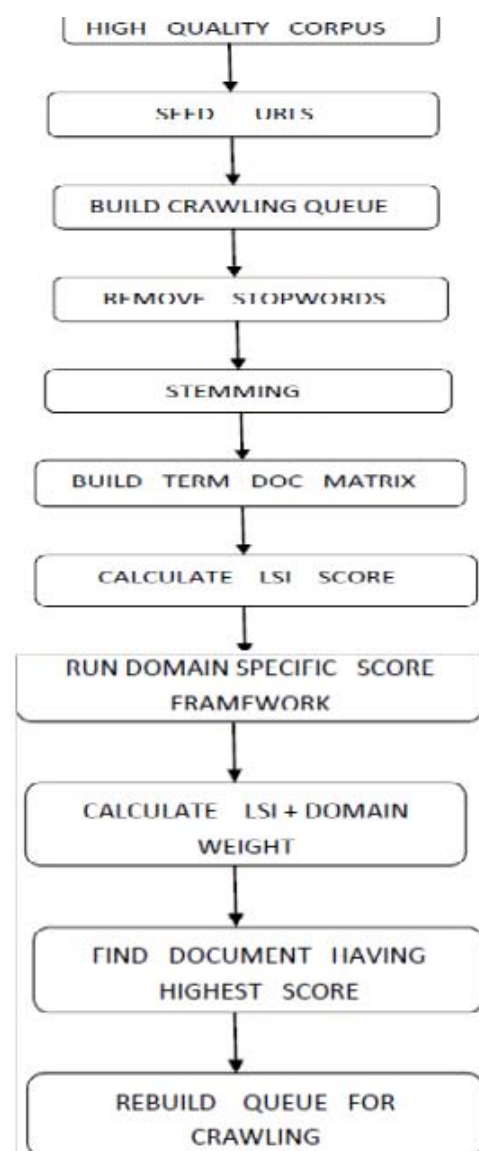 HIGH QUALITY CORPUS
SEED URLS
BUILD CRAWLING QUEUE
REMOVE STOPWORDS
STEMMING
BUILD TERM DOC MATRIX
CALCULATE LSI SCORE
RUN DOMAIN SPECIFIC SCORE
FRAMEWORK
CALCULATE LSI + DOMAIN
WEIGHT
FIND DOCUMENT HAVING
HIGHEST SCORE
REBUILD QUEUE FOR
CRAWLING